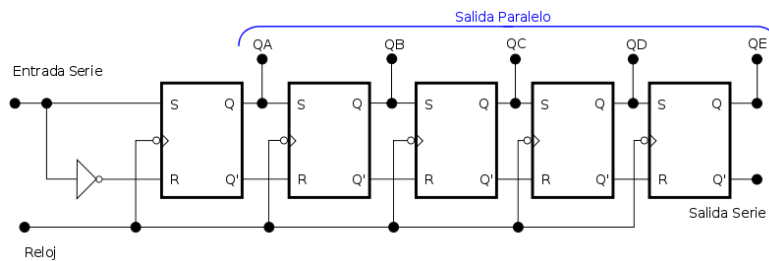 Salida Paralelo
QA QB QC QD QE
Entrada Serie
S Q S Q S Q S Q S Q
R Q' R Q' R Q' R Q' R Q'
Salida Serie
Reloj